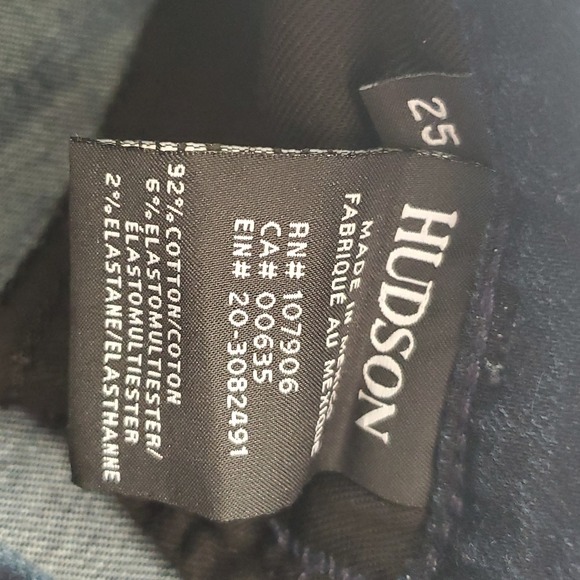 25
HUDSON
MADE IN
FABRIQUE AU MEXIQUE
RN# 107906
CA# 00635
EIN# 20-3082491
92%COTTON/COTON
6%ELASTOMULTIESTER/
ELASTOMULTIESTER
2%ELASTANE/ELASTHANNE